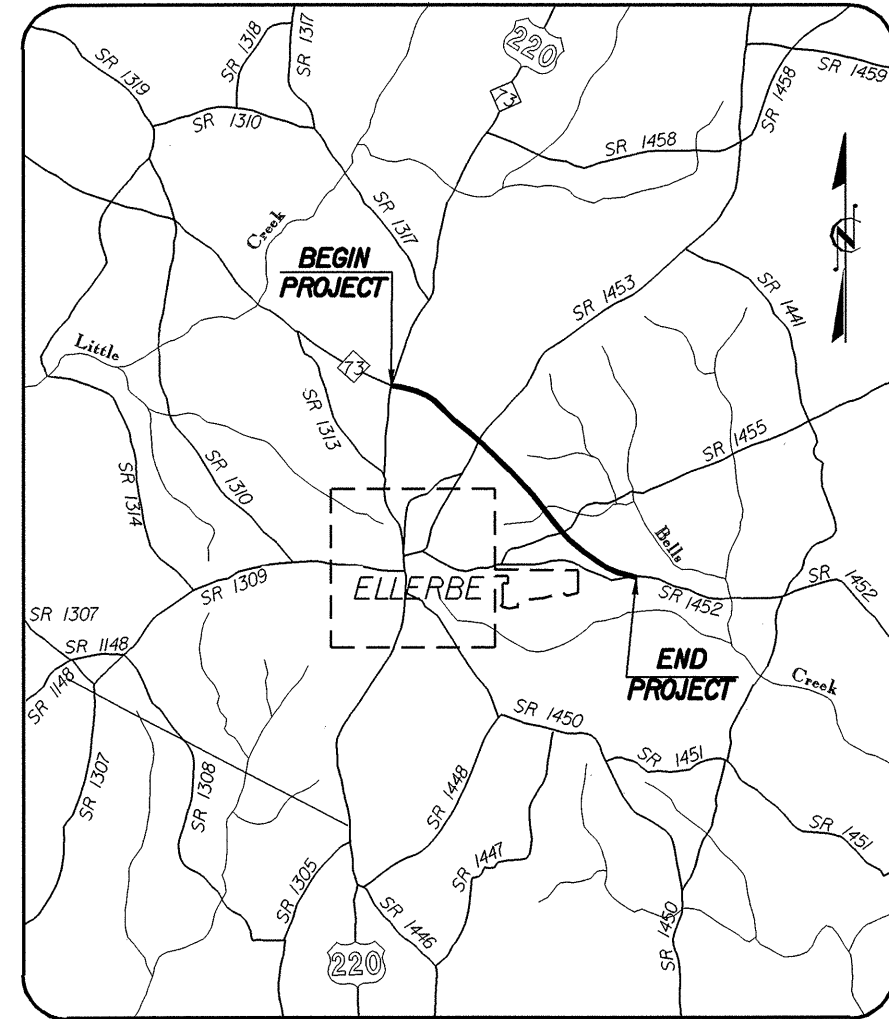 SR 1317
SR 1318
SR 1319
220
73
SR 1459
SR 1458
SR 1310
SR 1458
SR 1317
Creek
N
BEGIN
PROJECT
SR 1453
SR 1441
Little
73
SR 1313
SR 1455
SR 1314
SR 1310
Bells
SR 1309
ELLERBE
SR 1452
SR 1452
SR 1307
SR 1148
SR 1148
END
PROJECT
Creek
SR 1450
SR 1451
SR 1307
SR 1308
SR 1448
SR 1447
SR 1451
SR 1305
SR 1446
SR 1450
220